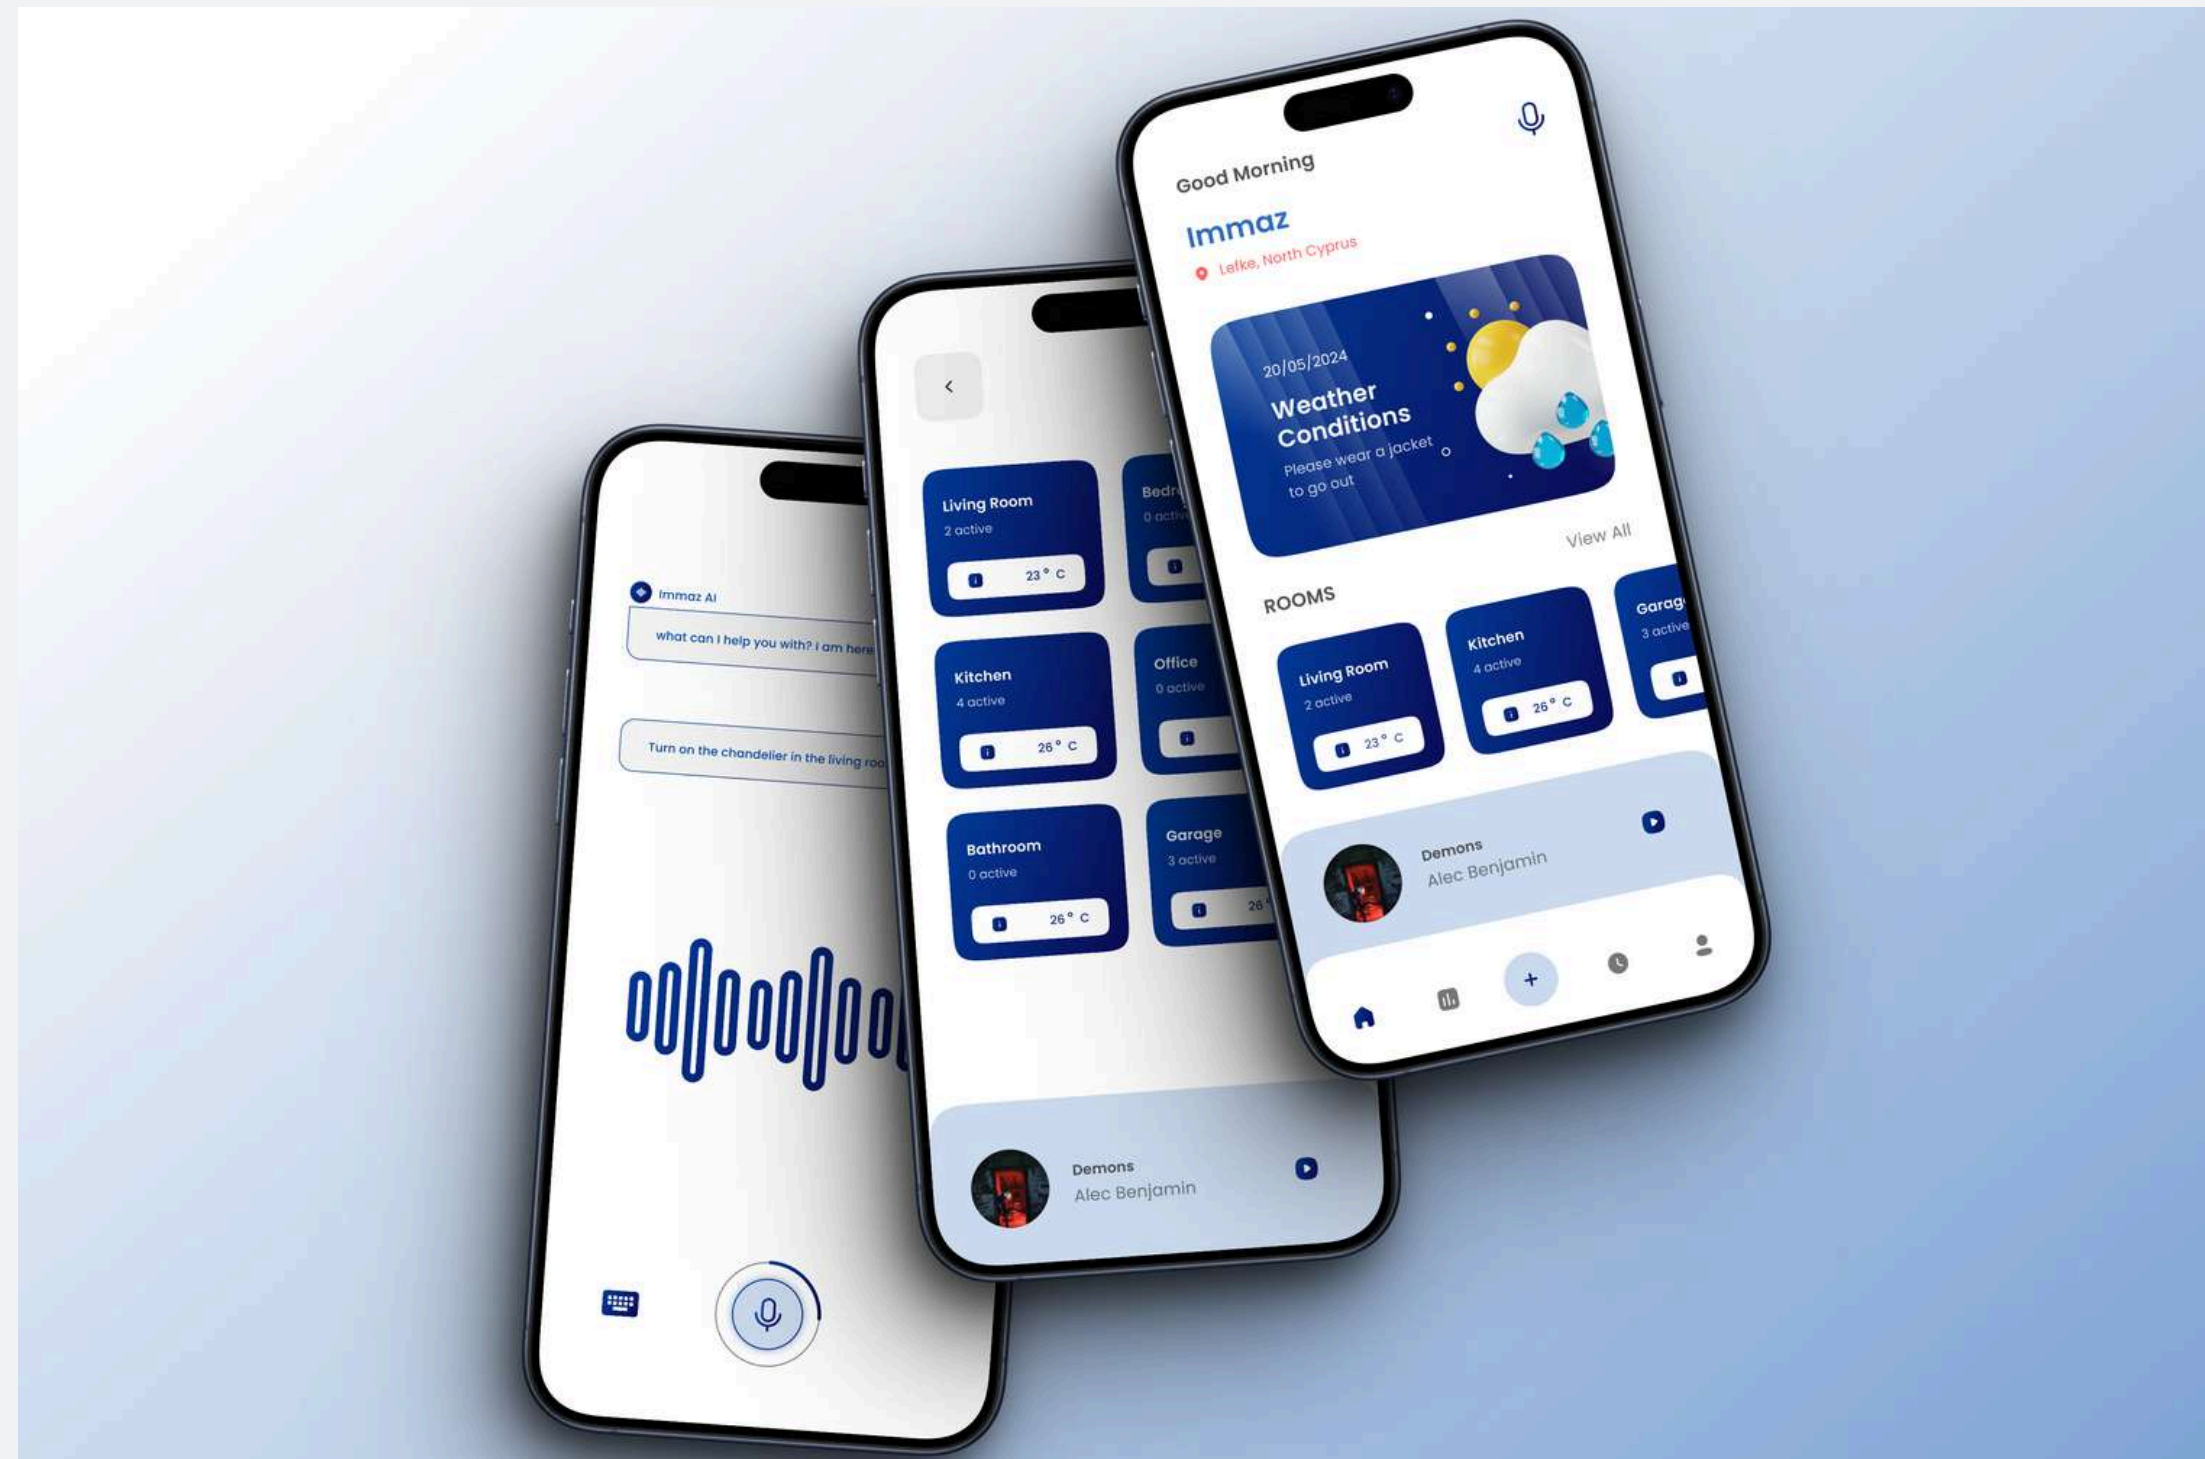 Immaz AI
what can I help you with? I am here
Turn on the chandelier in the living
Living Room
2 active
23° C
0
Kitchen
4 active
26° C
Office
0 active
Bathroom
0 active
26° C
Garage
3 active
26°
Demons
Alec Benjamin
Good Morning
Immaz
Lefke, North Cyprus
20/05/2024
Weather
Conditions
Please wear a jacket
to go out
View All
ROOMS
Living Room
2 active
23° C
Kitchen
4 active
26° C
3 active
Demons
Alec Benjamin